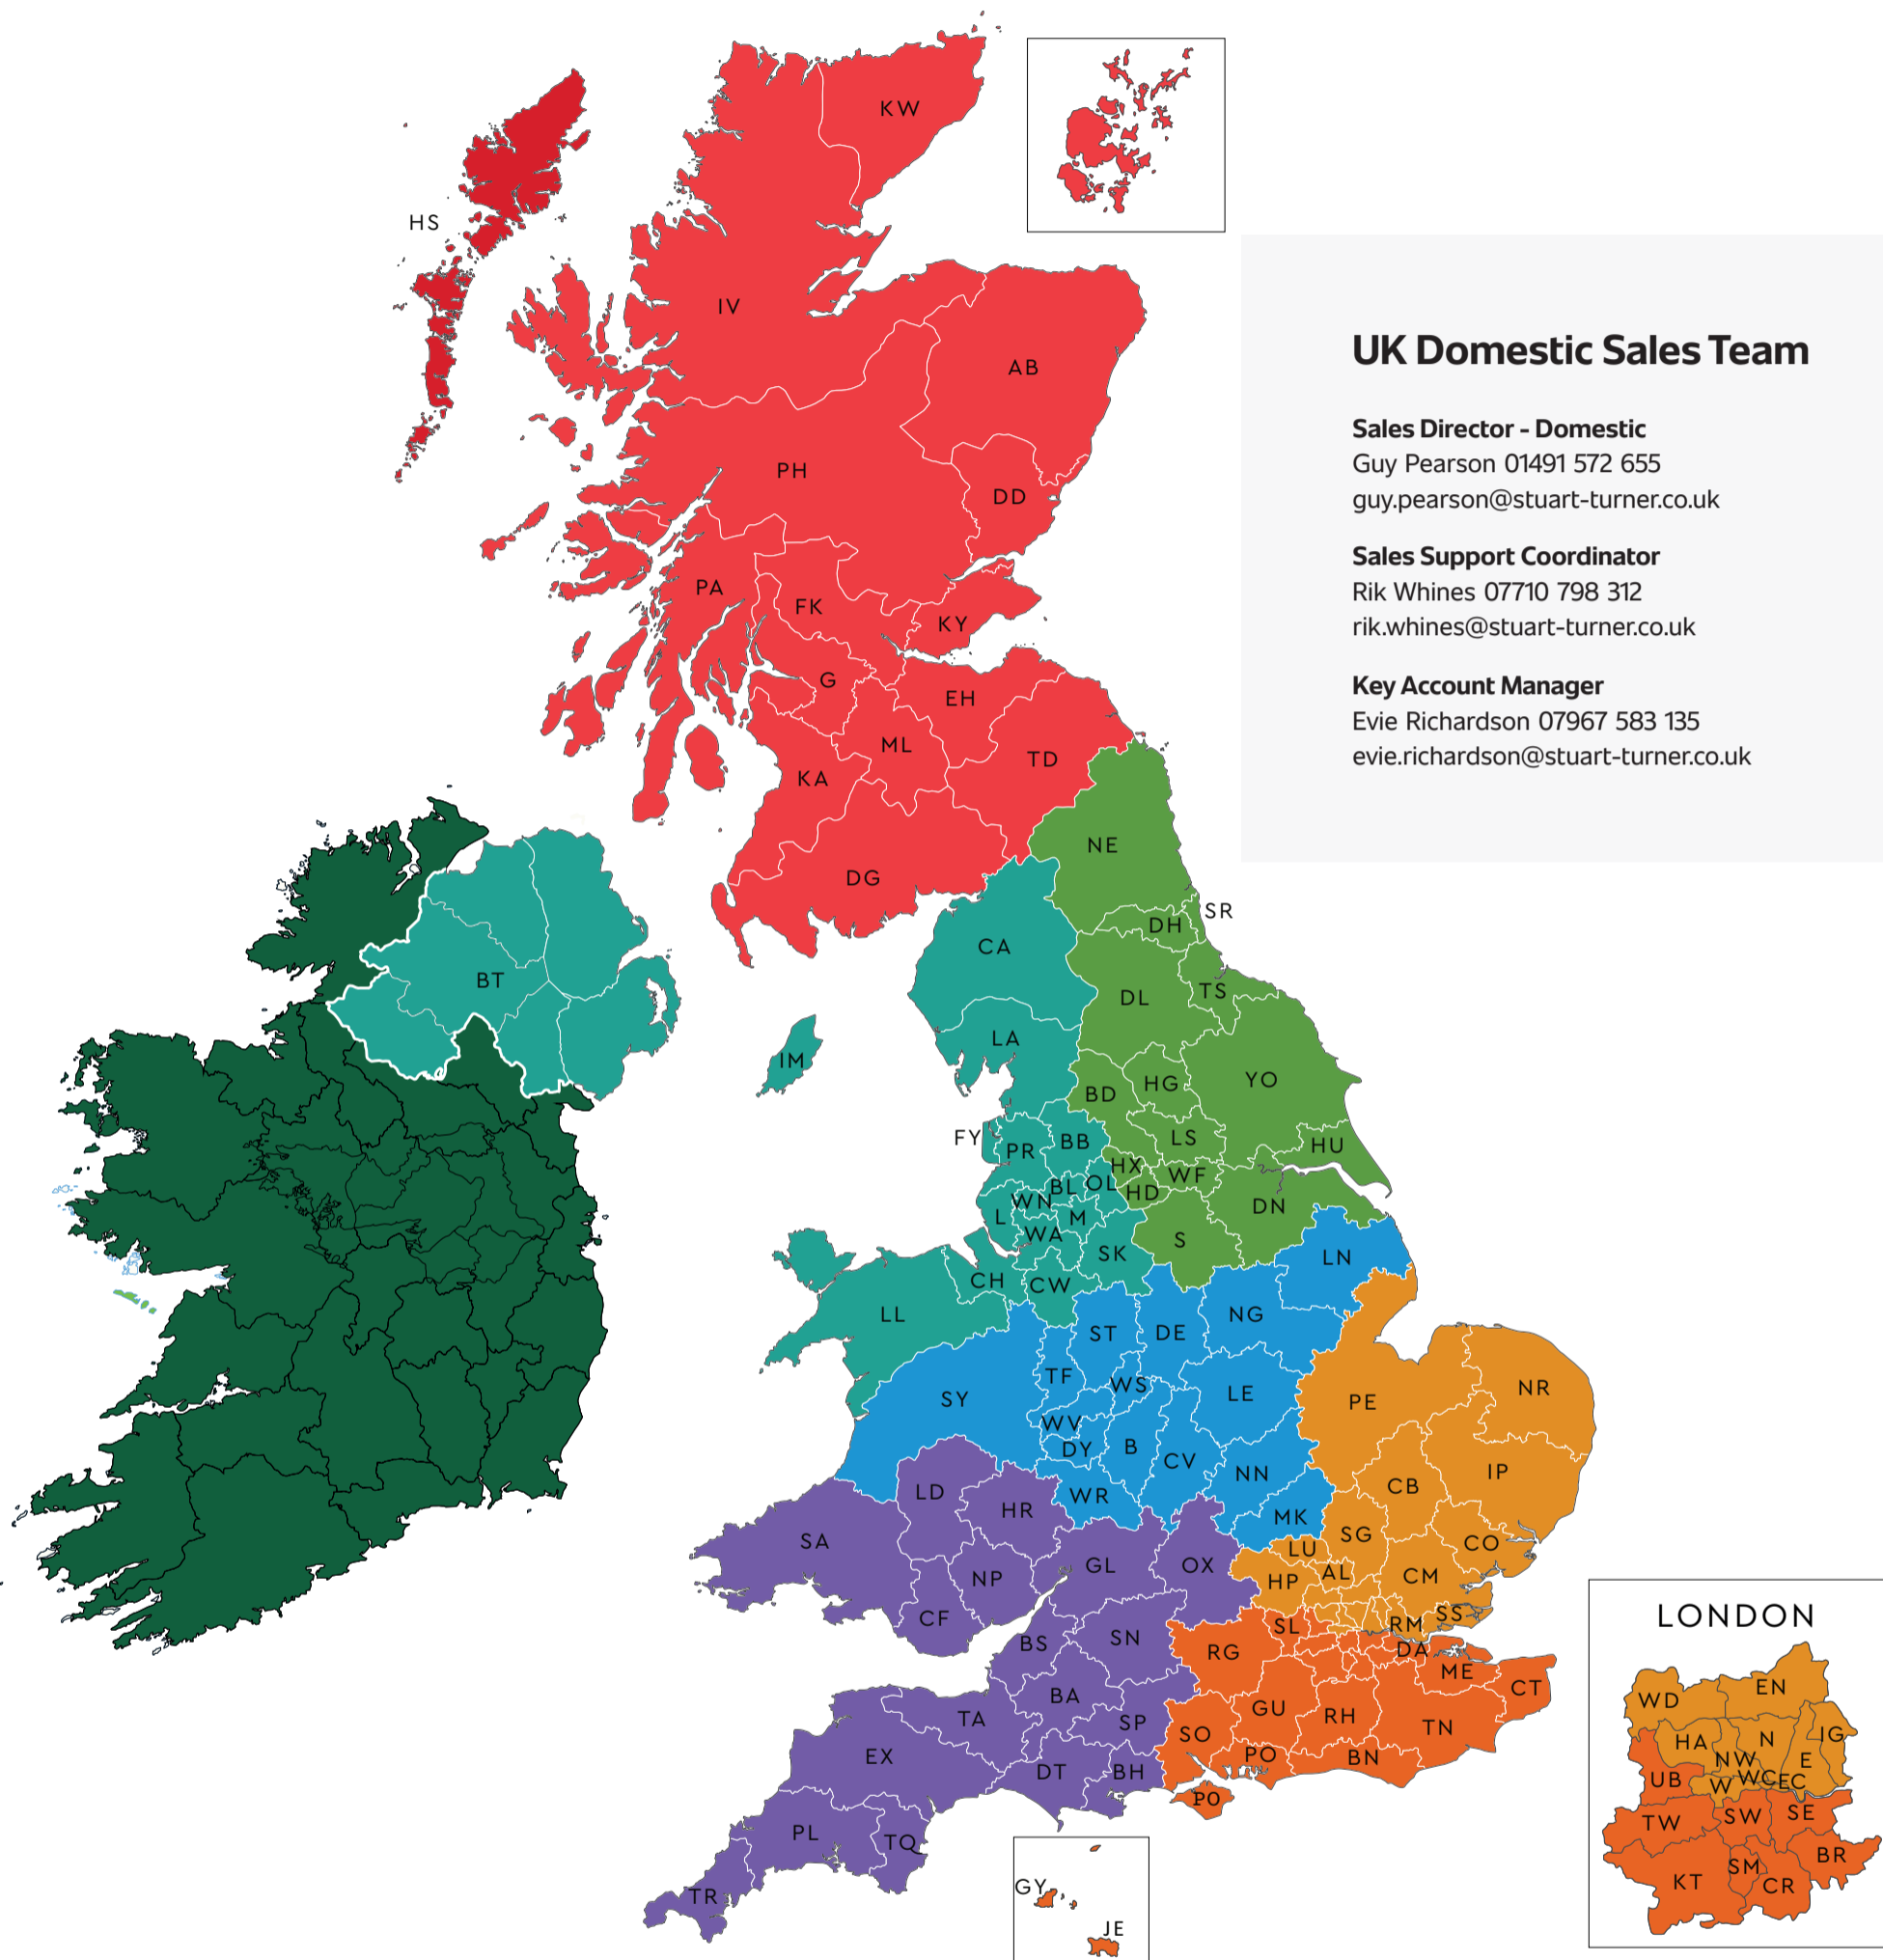 KW
HS
IV
AB
PH
DD
PA
FK
KY
G
EH
ML
TD
KA
DG
UK Domestic Sales Team
Sales Director - Domestic
Guy Pearson 01491 572 655
guy.pearson@stuart-turner.co.uk
Sales Support Coordinator
Rik Whines 07710 798 312
rik.whines@stuart-turner.co.uk
Key Account Manager
Evie Richardson 07967 583 135
evie.richardson@stuart-turner.co.uk
NE
SR
DH
CA
BT
DL
TS
LA
IM
YO
HG
BD
FY
PR
BB
LS
HU
HX
WF
BL
OL
HD
WN
L
M
DN
WA
S
SK
LN
CH
CW
LL
NG
ST
DE
TF
WS
LE
SY
PE
NR
WV
DY
B
CV
NN
IP
CB
LD
WR
HR
MK
SG
SA
LU
CO
GL
OX
AL
CM
HP
NP
CF
SS
RM
SL
BS
SN
RG
DA
ME
CT
BA
GU
RH
TN
TA
SP
SO
EX
PO
BN
DT
BH
PO
PL
TQ
TR
GY
JE
LONDON
WD
EN
HA
N
IG
NW
E
UB
W
WC
EC
TW
SW
SE
BR
KT
SM
CR